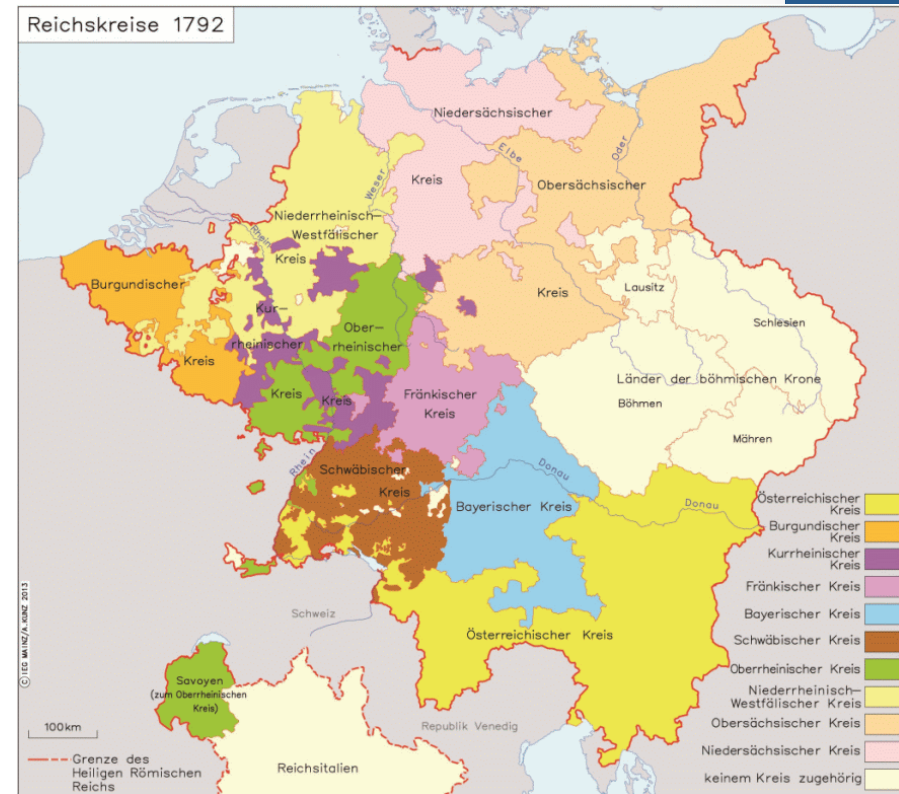 Reichskreise 1792
Niedersächsischer
Kreis
Elbe
Oder
Weser
Obersächsischer
Kreis
Niederrheinisch–
Westfälischer
Kreis
Rhein
Burgundischer
Kreis
Kur–
rheinischer
Kreis
Ober–
rheinischer
Kreis
Fränkischer
Kreis
Lausitz
Schlesien
Länder der böhmischen Krone
Böhmen
Mähren
Rhein
Schwäbischer
Kreis
Donau
Bayerischer Kreis
Donau
Österreichischer Kreis
Schweiz
Savoyen
(zum Oberrheinischen
Kreis)
Republik Venedig
Reichsitalien
Österreichischer
Kreis
Burgundischer
Kreis
Kurrheinischer
Kreis
Fränkischer Kreis
Bayerischer Kreis
Schwäbischer Kreis
Oberrheinischer Kreis
Niederrheinisch–
Westfälischer Kreis
Obersächsischer Kreis
Niedersächsischer Kreis
keinem Kreis zugehörig
100km
Grenze des
Heiligen Römischen
Reichs
© IEG MAINZ/A.KUNZ 2013